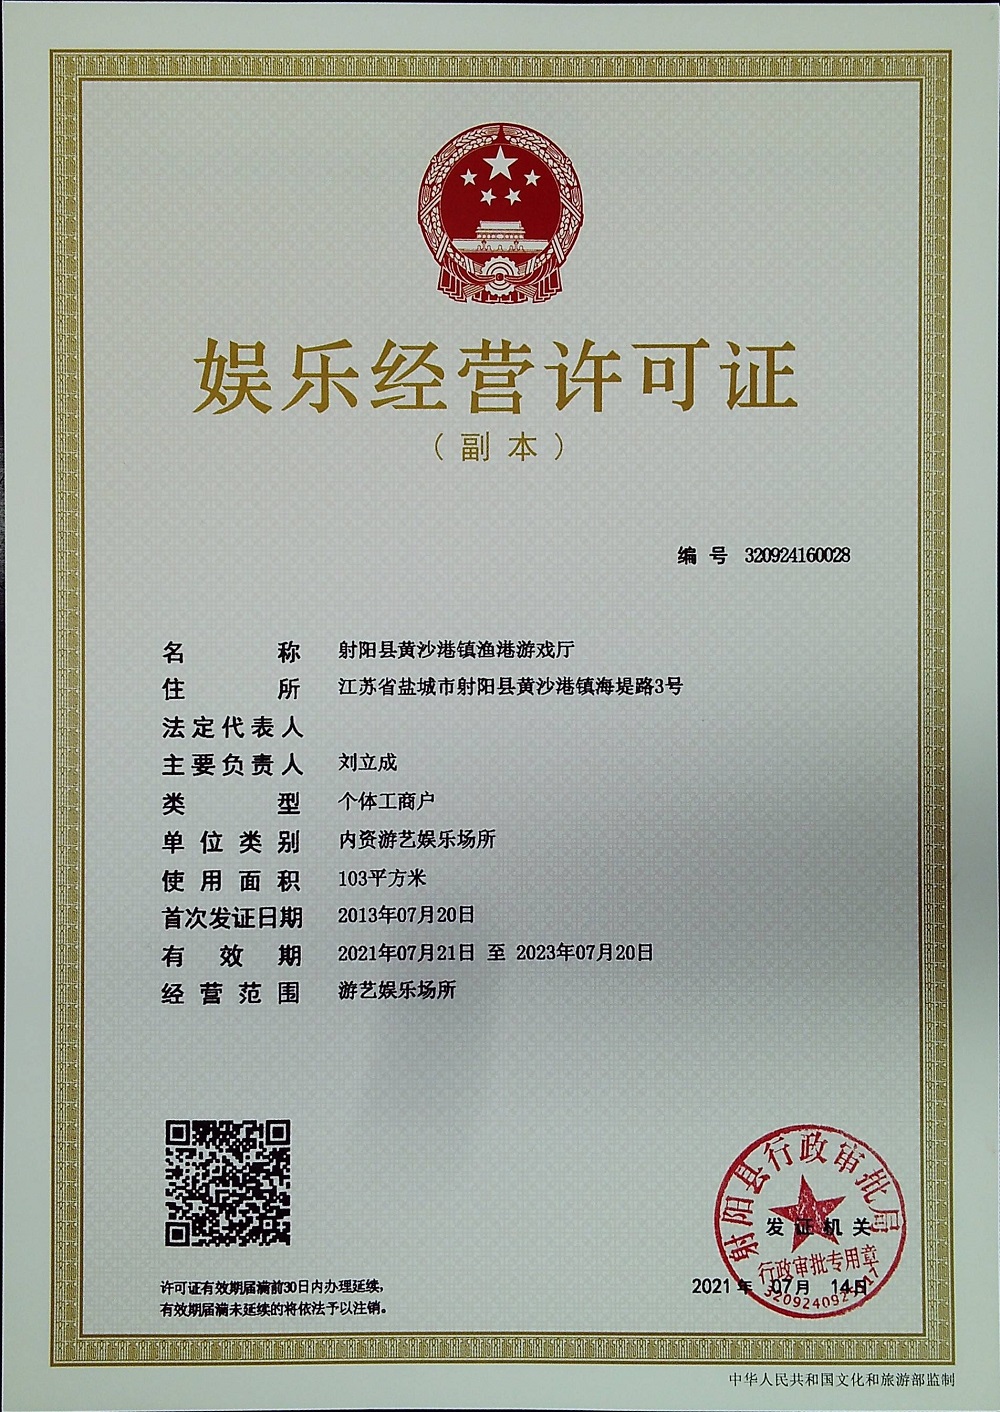 娱乐经营许可证
（副本）
编号 320924160028
名称 射阳县黄沙港镇渔港游戏厅
住所 江苏省盐城市射阳县黄沙港镇海堤路3号
法定代表人
主要负责人 刘立成
类型 个体工商户
单位类别 内资游艺娱乐场所
使用面积 103平方米
首次发证日期 2013年07月20日
有效期 2021年07月21日 至 2023年07月20日
经营范围 游艺娱乐场所
射阳县行政审批局
发证机关
行政审批专用章
2021年 07月 14日
许可证有效期届满前30日内办理延续，
有效期届满未延续的将依法予以注销。
中华人民共和国文化和旅游部监制